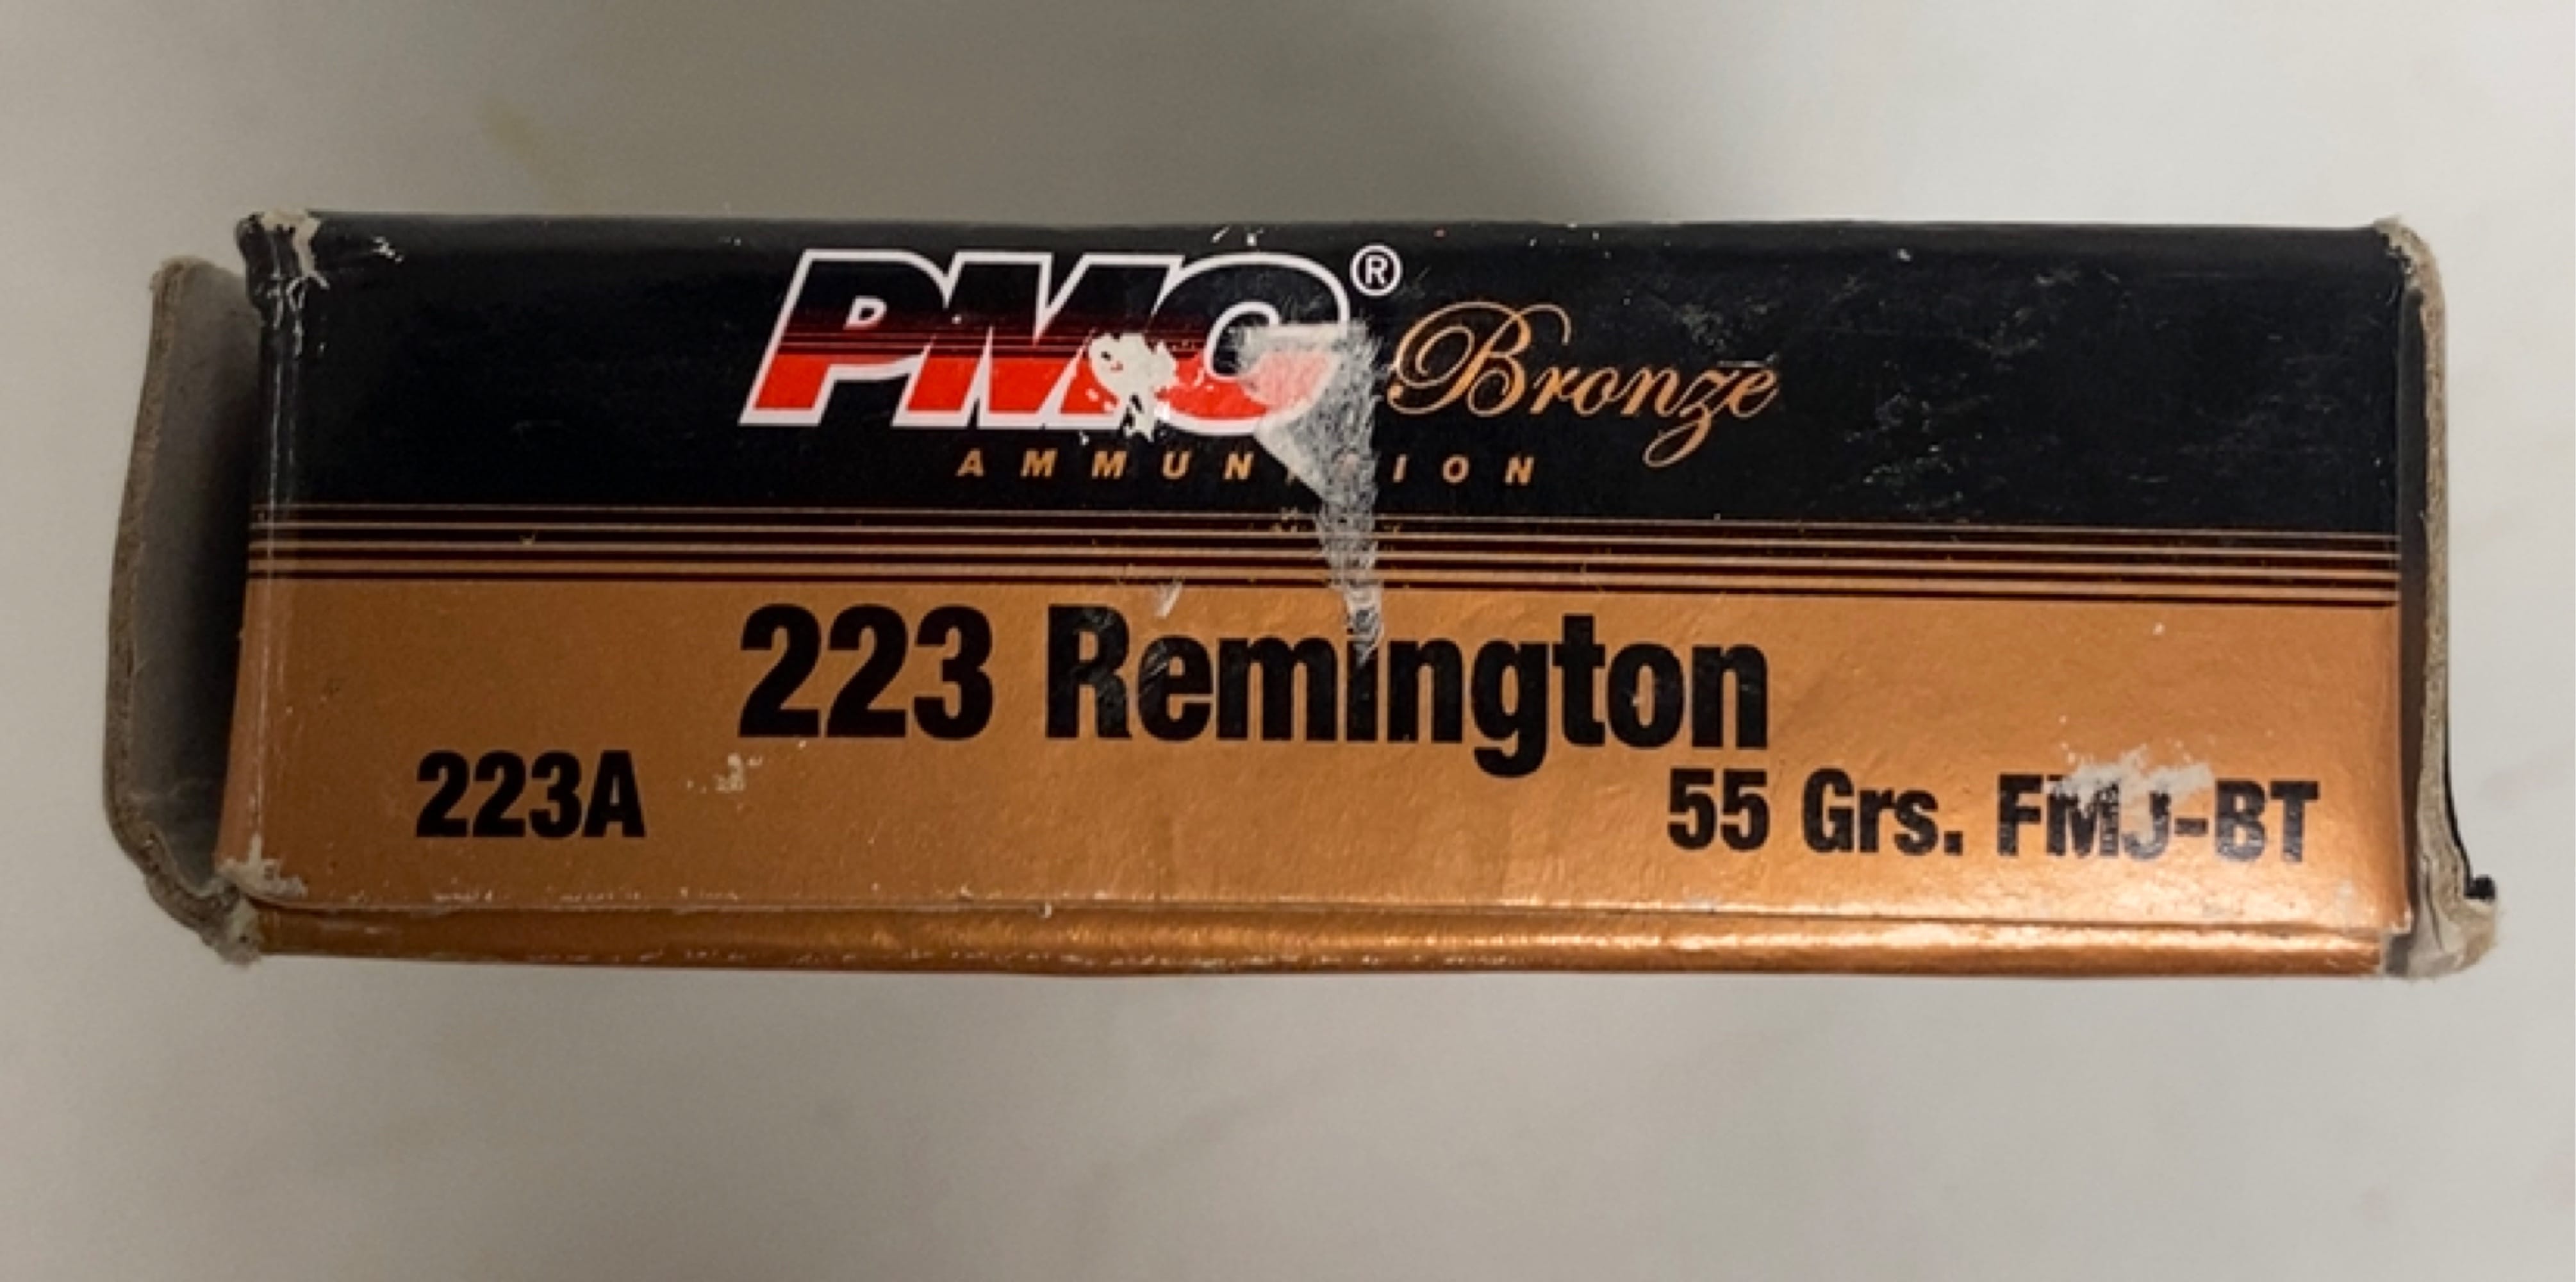 PMC® Bronze
AMMUNITION
223 Remington
223A
55 Grs. FMJ-BT